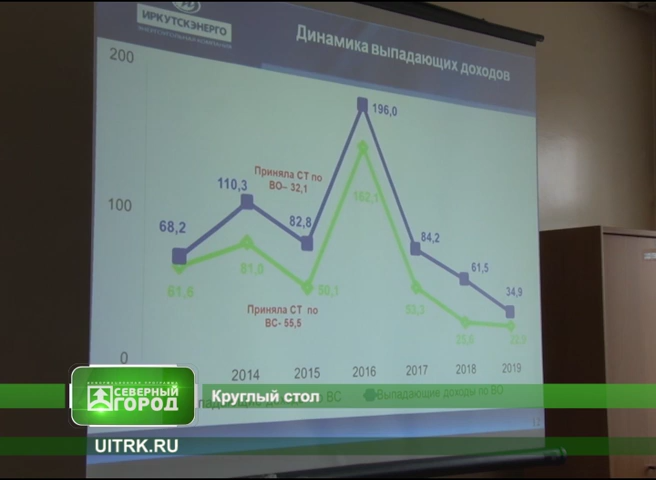 ИРКУТСКЭНЕРГО
ЭНЕРГОУГОЛЬНАЯ КОМПАНИЯ
Динамика выпадающих доходов
200
100
0
196,0
110,3
Приняла СТ по
ВО– 32,1
68,2
82,8
162,1
84,2
61,5
34,9
61,6
81,0
50,1
53,3
Приняла СТ по
ВС- 55,5
2014
2015
2016
2017
2018
2019
ВС
Выпадающие доходы по ВО
СЕВЕРНЫЙ
ГОРОД
Круглый стол
UITRK.RU